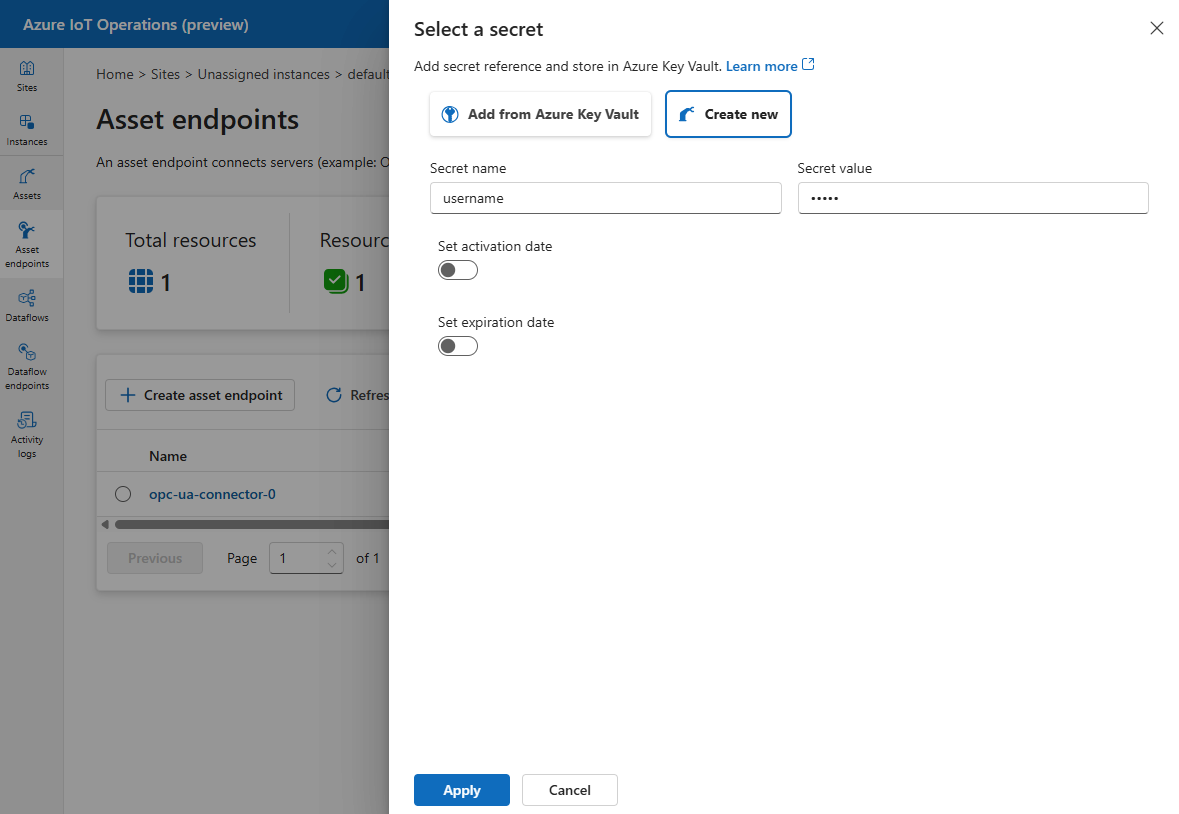 Azure IoT Operations (preview)
Sites
Instances
Assets
Asset
endpoints
Dataflows
Dataflow
endpoints
Activity
logs
Home > Sites > Unassigned instances > default
Asset endpoints
An asset endpoint connects servers (example: O
Total resources
1
Resourc
1
Create asset endpoint
Refres
Name
opc-ua-connector-0
Previous
Page
1
of 1
Select a secret
Add secret reference and store in Azure Key Vault. Learn more
Add from Azure Key Vault
Create new
Secret name
Secret value
username
•••••
Set activation date
Set expiration date
Apply
Cancel